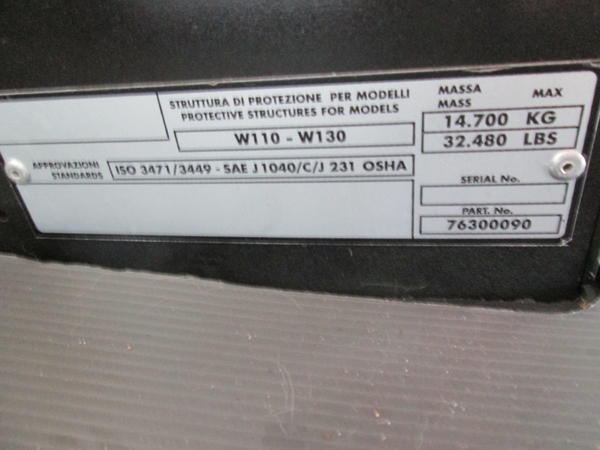 STRUTTURA DI PROTEZIONE PER MODELLI
PROTECTIVE STRUCTURES FOR MODELS
W110 - W130
MASSA MAX
MASS
14.700 KG
32.480 LBS
APPROVAZIONI
STANDARDS
ISO 3471/3449 - SAE J1040/C/J 231 OSHA
SERIAL No.
PART. No.
76300090